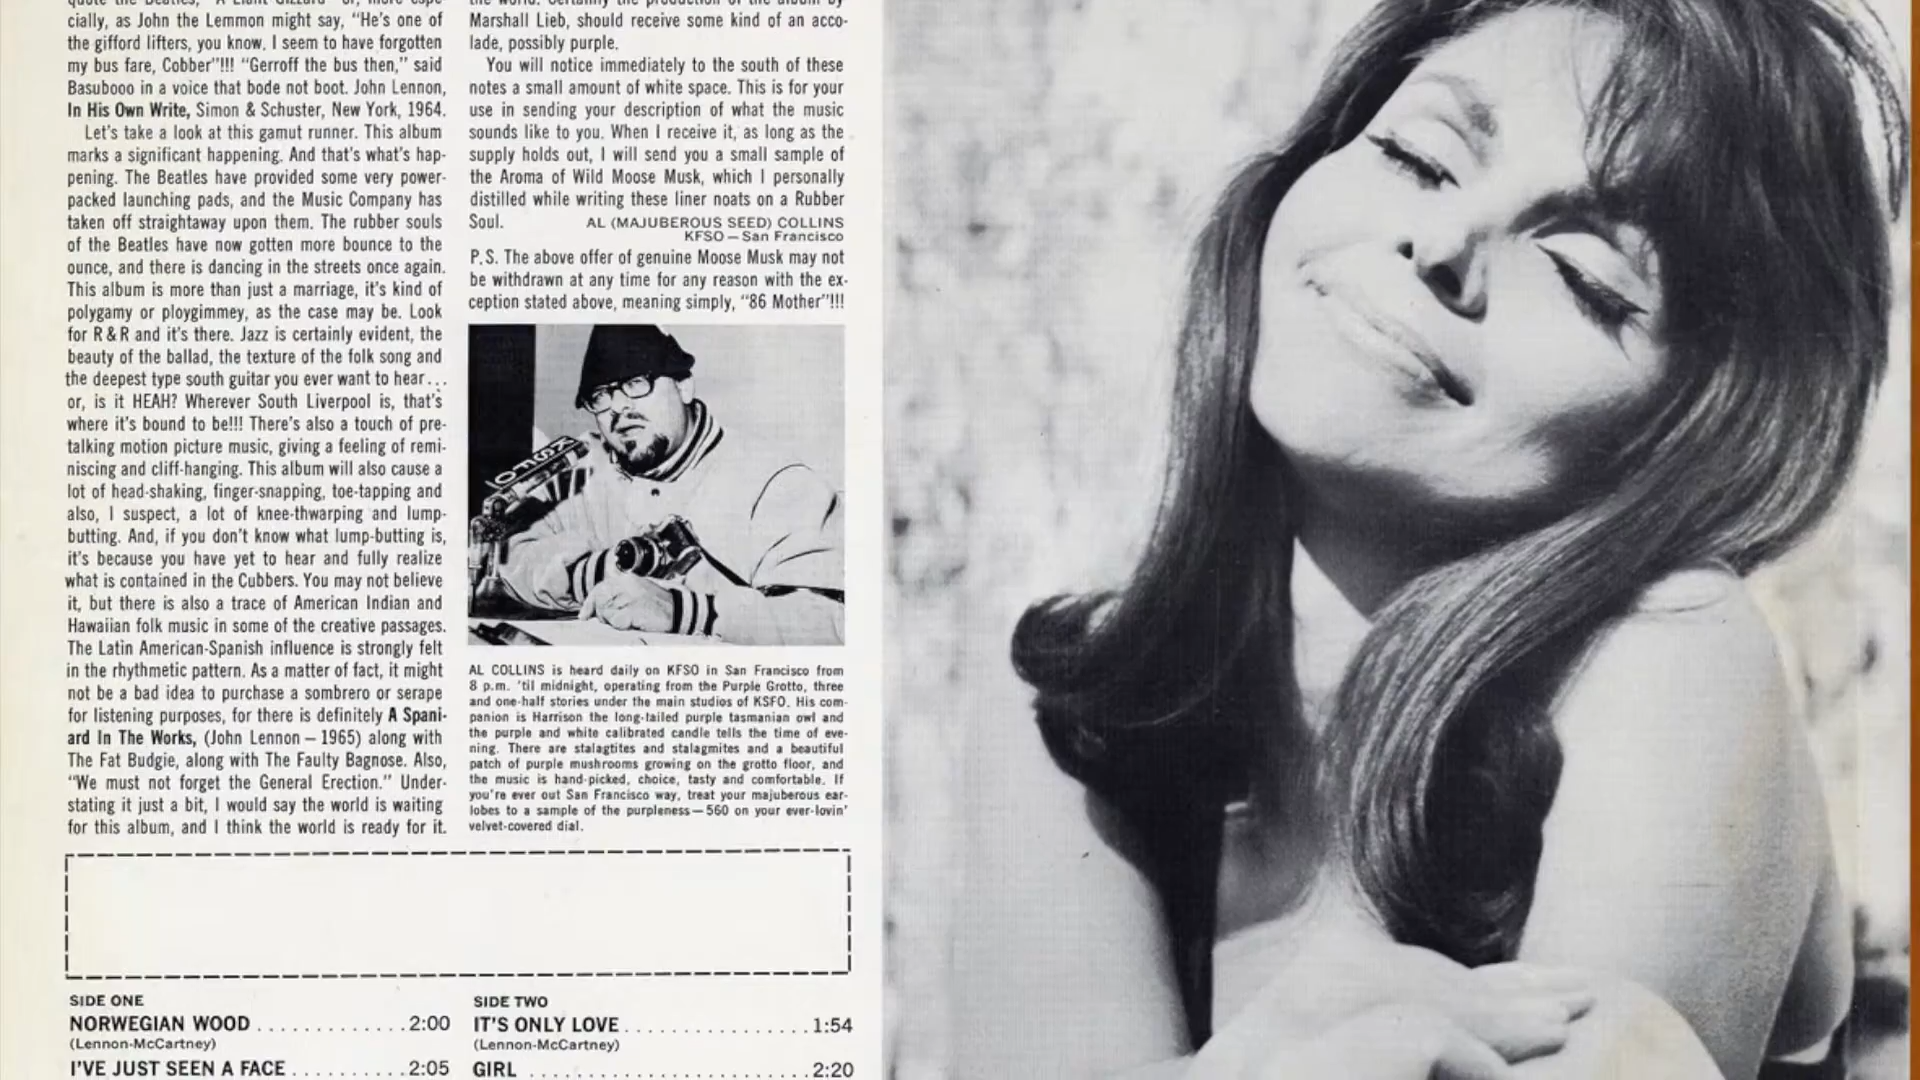 quote the Beatles, "A Liant Gizzard" or, more espe-
cially, as John the Lemmon might say, "He's one of
the gifford lifters, you know. I seem to have forgotten
my bus fare, Cobber"!!! "Gerroff the bus then," said
Basubooo in a voice that bode not boot. John Lennon,
In His Own Write, Simon & Schuster, New York, 1964.
Let's take a look at this gamut runner. This album
marks a significant happening. And that's what's hap-
pening. The Beatles have provided some very power-
packed launching pads, and the Music Company has
taken off straightaway upon them. The rubber souls
of the Beatles have now gotten more bounce to the
ounce, and there is dancing in the streets once again.
This album is more than just a marriage, it's kind of
polygamy or ploygimmey, as the case may be. Look
for R & R and it's there. Jazz is certainly evident, the
beauty of the ballad, the texture of the folk song and
the deepest type south guitar you ever want to hear...
or, is it HEAH? Wherever South Liverpool is, that's
where it's bound to be!!! There's also a touch of pre-
talking motion picture music, giving a feeling of remi-
niscing and cliff-hanging. This album will also cause a
lot of head-shaking, finger-snapping, toe-tapping and
also, I suspect, a lot of knee-thwarping and lump-
butting. And, if you don't know what lump-butting is,
it's because you have yet to hear and fully realize
what is contained in the Cubbers. You may not believe
it, but there is also a trace of American Indian and
Hawaiian folk music in some of the creative passages.
The Latin American-Spanish influence is strongly felt
in the rhythmetic pattern. As a matter of fact, it might
not be a bad idea to purchase a sombrero or serape
for listening purposes, for there is definitely A Spani-
ard In The Works, (John Lennon — 1965) along with
The Fat Budgie, along with The Faulty Bagnose. Also,
"We must not forget the General Erection." Under-
stating it just a bit, I would say the world is waiting
for this album, and I think the world is ready for it.
the world. Certainly the production of the album by
Marshall Lieb, should receive some kind of an acco-
lade, possibly purple.
You will notice immediately to the south of these
notes a small amount of white space. This is for your
use in sending your description of what the music
sounds like to you. When I receive it, as long as the
supply holds out, I will send you a small sample of
the Aroma of Wild Moose Musk, which I personally
distilled while writing these liner noats on a Rubber
Soul. AL (MAJUBEROUS SEED) COLLINS
KFSO — San Francisco
P.S. The above offer of genuine Moose Musk may not
be withdrawn at any time for any reason with the ex-
ception stated above, meaning simply, "86 Mother"!!!
KSFO
AL COLLINS is heard daily on KFSO in San Francisco from
8 p.m. 'til midnight, operating from the Purple Grotto, three
and one-half stories under the main studios of KSFO. His com-
panion is Harrison the long-tailed purple tasmanian owl and
the purple and white calibrated candle tells the time of eve-
ning. There are stalagtites and stalagmites and a beautiful
patch of purple mushrooms growing on the grotto floor, and
the music is hand-picked, choice, tasty and comfortable. If
you're ever out San Francisco way, treat your majuberous ear-
lobes to a sample of the purpleness — 560 on your ever-lovin'
velvet-covered dial.
SIDE ONE
NORWEGIAN WOOD . . . . . . . . . . . . . 2:00
(Lennon-McCartney)
I'VE JUST SEEN A FACE . . . . . . . . . . 2:05
SIDE TWO
IT'S ONLY LOVE . . . . . . . . . . . . . . . . 1:54
(Lennon-McCartney)
GIRL . . . . . . . . . . . . . . . . . . . . . . . . 2:20